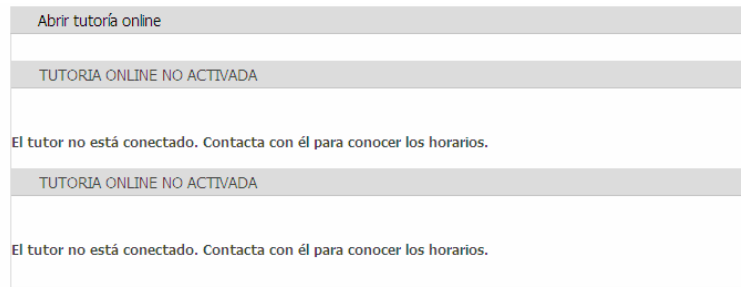 Abrir tutoría online
TUTORIA ONLINE NO ACTIVADA
El tutor no está conectado. Contacta con él para conocer los horarios.
TUTORIA ONLINE NO ACTIVADA
El tutor no está conectado. Contacta con él para conocer los horarios.